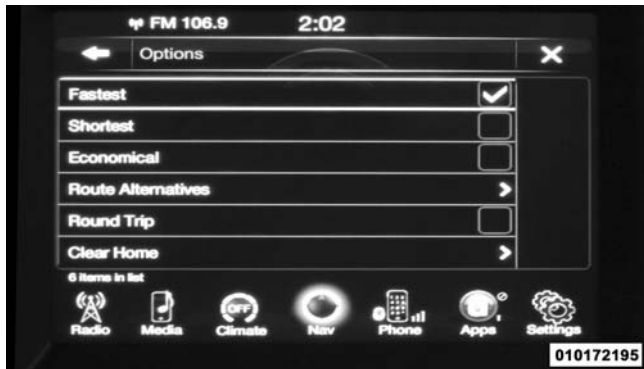 FM 106.9 2:02
Options
Fastest
Shortest
Economical
Route Alternatives
Round Trip
Clear Home
6 items in list
OFF
Radio Media Climate Nav Phone Apps Settings
010172195